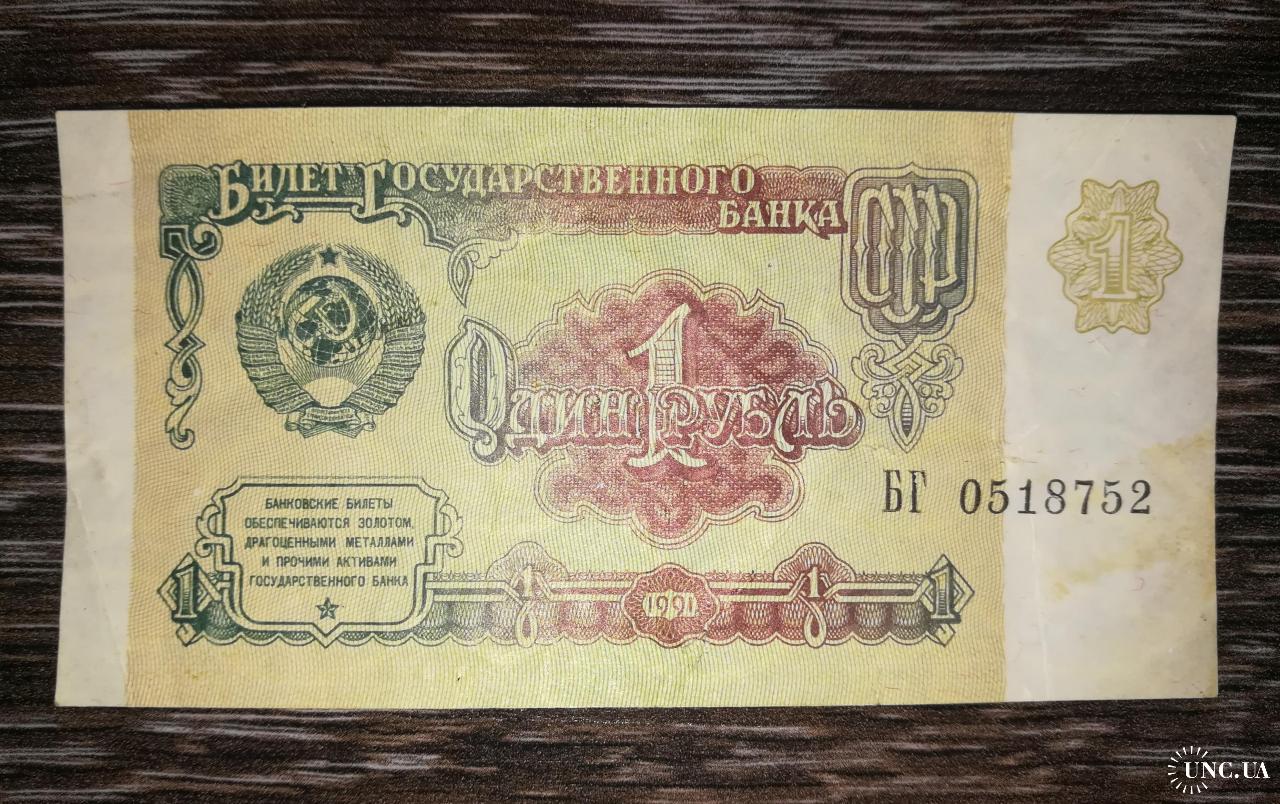 Билет Государственного
банка
СССР
1
Один рубль
1
БГ 0518752
БАНКОВСКИЕ БИЛЕТЫ
ОБЕСПЕЧИВАЮТСЯ ЗОЛОТОМ,
ДРАГОЦЕННЫМИ МЕТАЛЛАМИ
И ПРОЧИМИ АКТИВАМИ
ГОСУДАРСТВЕННОГО БАНКА
1 1 1991 1 1
UNC.UA